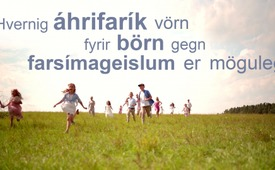 Hvernig áhrifarík vörn
fyrir börn gegn
farsímageislum er möguleg